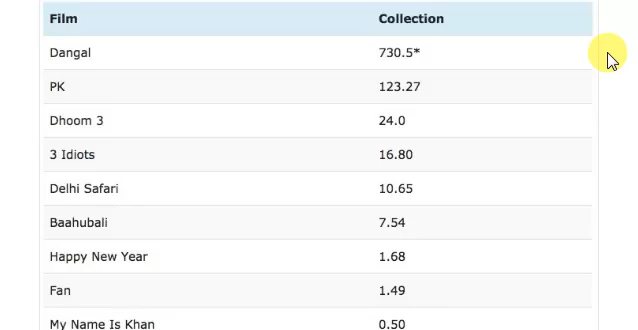 Film Collection
Dangal 730.5*
PK 123.27
Dhoom 3 24.0
3 Idiots 16.80
Delhi Safari 10.65
Baahubali 7.54
Happy New Year 1.68
Fan 1.49
My Name Is Khan 0.50